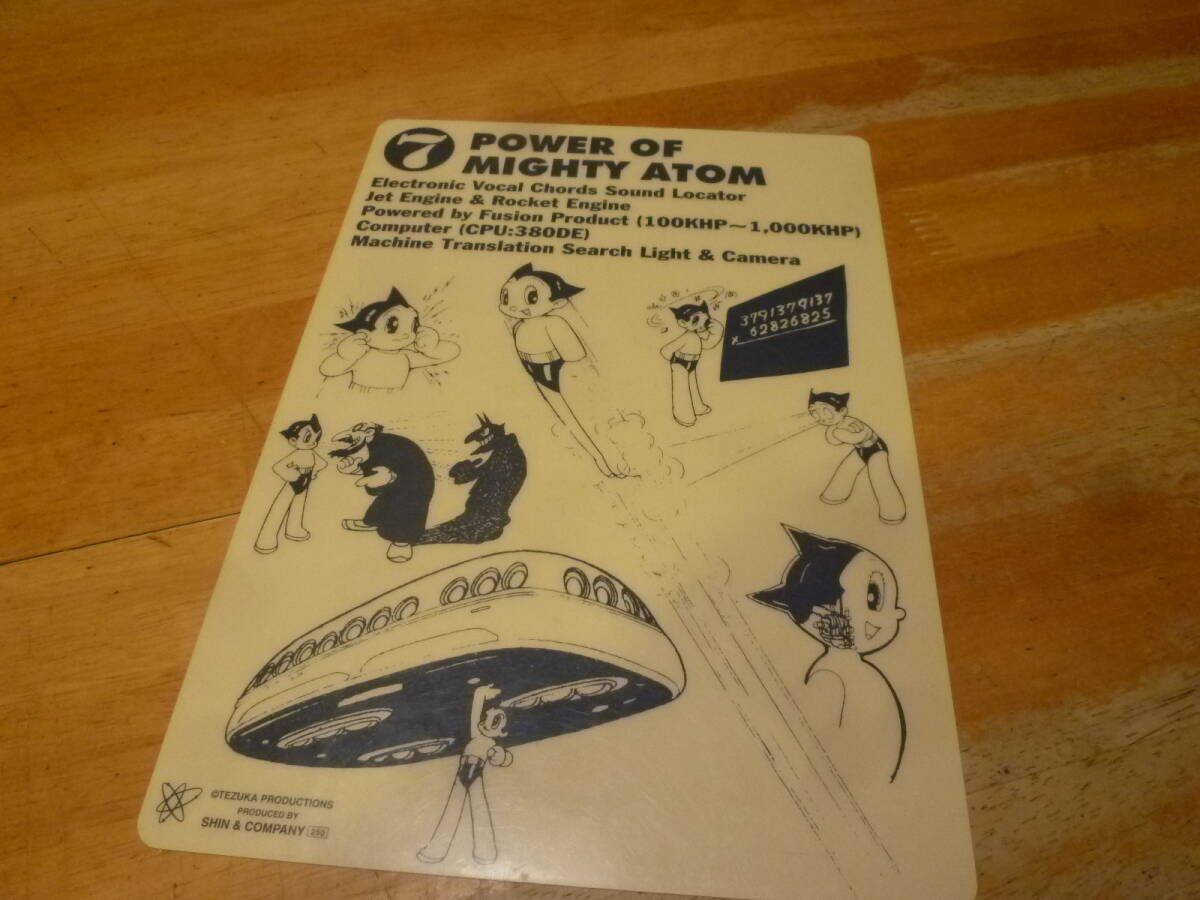 7 POWER OF
MIGHTY ATOM
Electronic Vocal Chords Sound Locator
Jet Engine & Rocket Engine
Powered by Fusion Product (100KHP~1,000KHP)
Computer (CPU:380DE)
Machine Translation Search Light & Camera
3791379137
× 62826825
©TEZUKA PRODUCTIONS
PRODUCED BY
SHIN & COMPANY 250